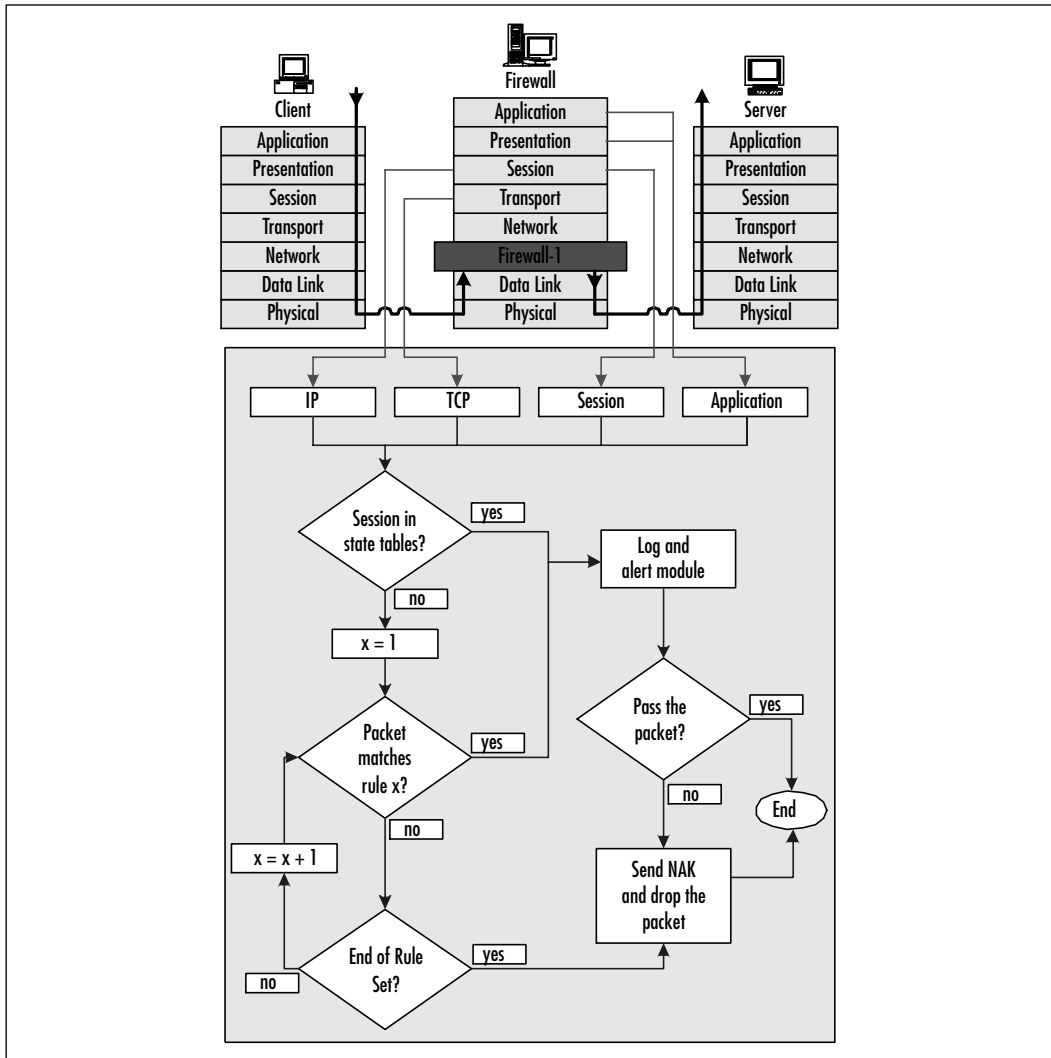 Firewall
Client
Server
Application
Presentation
Session
Transport
Network
Data Link
Physical
Application
Presentation
Session
Transport
Network
Firewall-1
Data Link
Physical
Application
Presentation
Session
Transport
Network
Data Link
Physical
IP
TCP
Session
Application
Session in
state tables?
yes
no
x = 1
Packet
matches
rule x?
yes
no
x = x + 1
End of Rule
Set?
no
yes
Log and
alert module
Pass the
packet?
yes
no
End
Send NAK
and drop the
packet